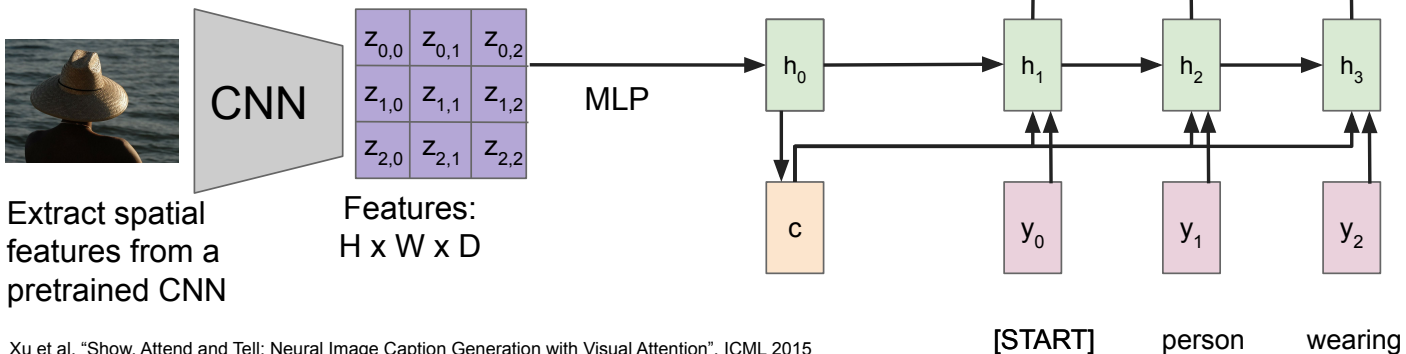 CNN
z0,0 z0,1 z0,2
z1,0 z1,1 z1,2
z2,0 z2,1 z2,2
MLP
h0
h1
h2
h3
Extract spatial
features from a
pretrained CNN
Features:
H x W x D
c
y0
y1
y2
[START]
person
wearing
Xu et al, “Show, Attend and Tell: Neural Image Caption Generation with Visual Attention”, ICML 2015